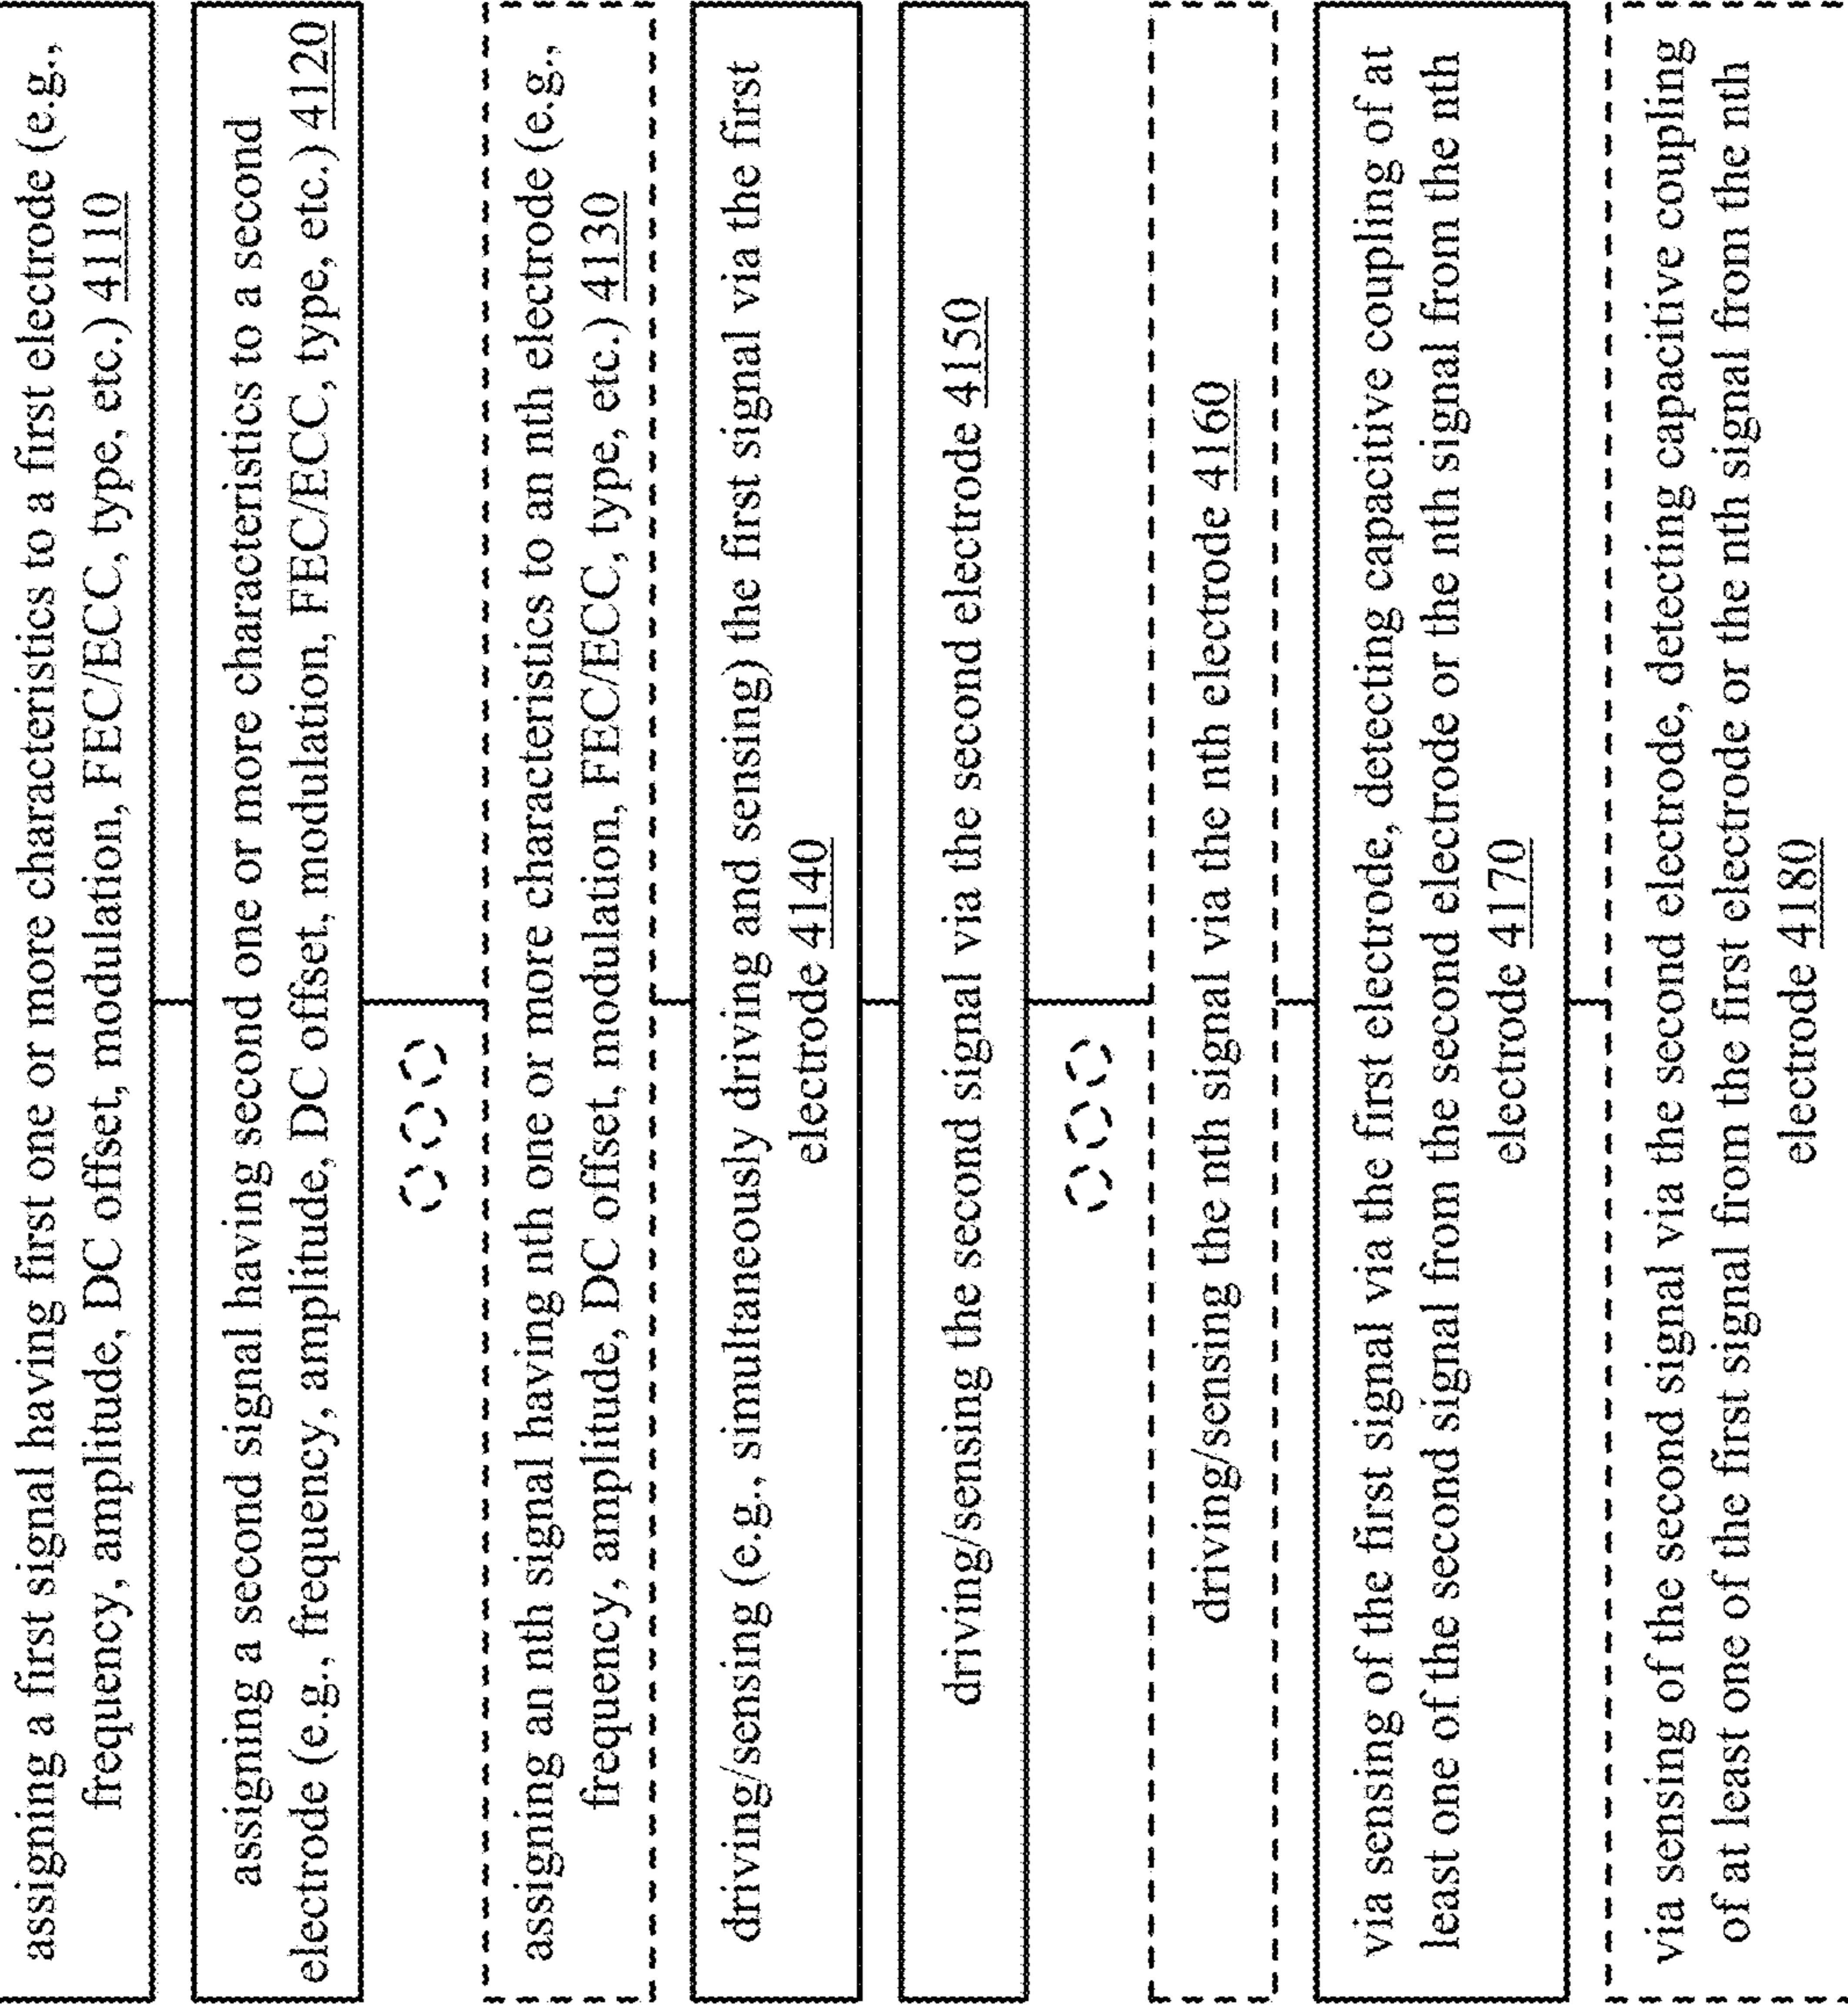 assigning a first signal having first one or more characteristics to a first electrode (e.g.,
frequency, amplitude, DC offset, modulation, FEC/ECC, type, etc.) 4110
assigning a second signal having second one or more characteristics to a second
electrode (e.g., frequency, amplitude, DC offset, modulation, FEC/ECC, type, etc.) 4120
assigning an nth signal having nth one or more characteristics to an nth electrode (e.g.,
frequency, amplitude, DC offset, modulation, FEC/ECC, type, etc.) 4130
driving/sensing (e.g., simultaneously driving and sensing) the first signal via the first
electrode 4140
driving/sensing the second signal via the second electrode 4150
driving/sensing the nth signal via the nth electrode 4160
via sensing of the first signal via the first electrode, detecting capacitive coupling of at
least one of the second signal from the second electrode or the nth signal from the nth
electrode 4170
via sensing of the second signal via the second electrode, detecting capacitive coupling
of at least one of the first signal from the first electrode or the nth signal from the nth
electrode 4180